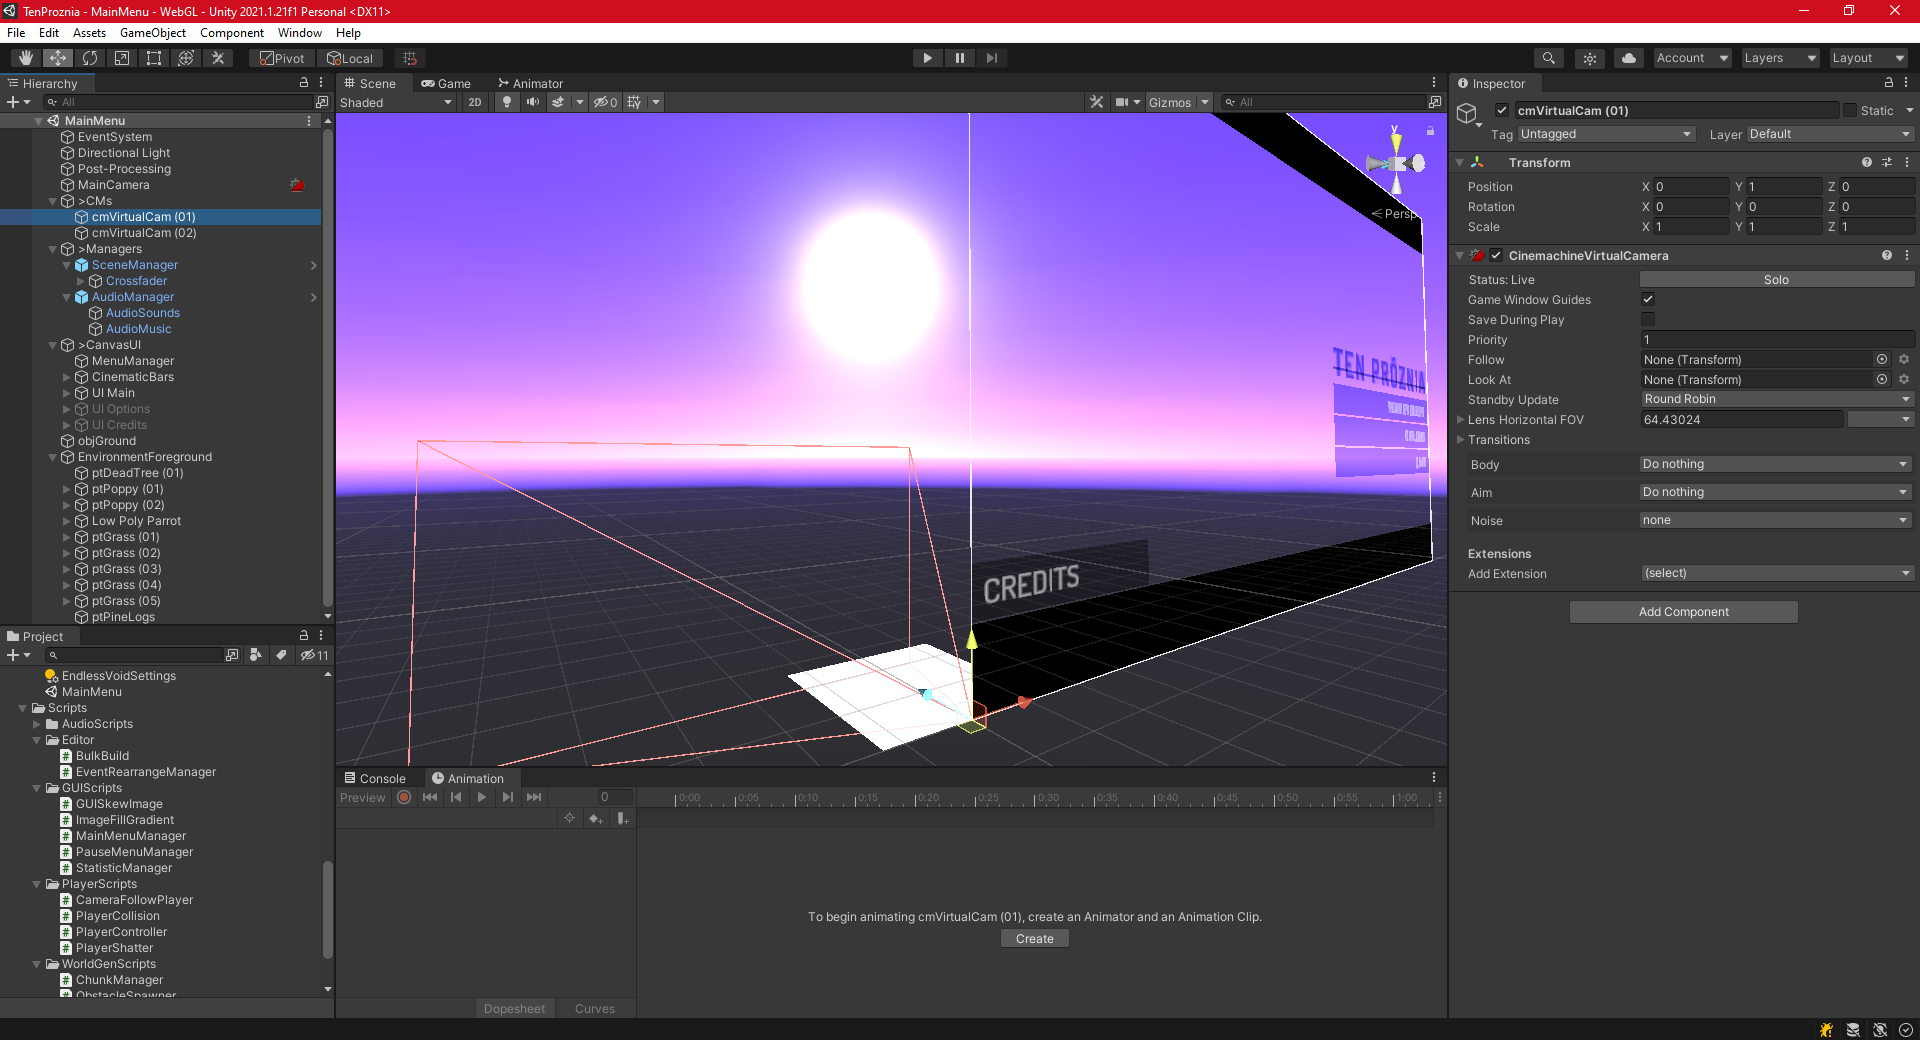 TenProznia - MainMenu - WebGL - Unity 2021.1.21f1 Personal <DX11>
File Edit Assets GameObject Component Window Help
Pivot Local Account Layers Layout
Hierarchy
All
MainMenu
EventSystem
Directional Light
Post-Processing
MainCamera
>CMs
cmVirtualCam (01)
cmVirtualCam (02)
>Managers
SceneManager
Crossfader
AudioManager
AudioSounds
AudioMusic
>CanvasUI
MenuManager
CinematicBars
UI Main
UI Options
UI Credits
objGround
EnvironmentForeground
ptDeadTree (01)
ptPoppy (01)
ptPoppy (02)
Low Poly Parrot
ptGrass (01)
ptGrass (02)
ptGrass (03)
ptGrass (04)
ptGrass (05)
ptPineLogs
Project
11
EndlessVoidSettings
MainMenu
Scripts
AudioScripts
Editor
BulkBuild
EventRearrangeManager
GUIScripts
GUISkewImage
ImageFillGradient
MainMenuManager
PauseMenuManager
StatisticManager
PlayerScripts
CameraFollowPlayer
PlayerCollision
PlayerController
PlayerShatter
WorldGenScripts
ChunkManager
ObstacleSpawner
Scene Game Animator
Shaded 2D 0 Gizmos All
y
Persp
TEN PRÓZNIA
CREDITS
Console Animation
Preview 0 0:00 0:05 0:10 0:15 0:20 0:25 0:30 0:35 0:40 0:45 0:50 0:55 1:00
To begin animating cmVirtualCam (01), create an Animator and an Animation Clip.
Create
Dopesheet Curves
Inspector
cmVirtualCam (01) Static
Tag Untagged Layer Default
Transform
Position X 0 Y 1 Z 0
Rotation X 0 Y 0 Z 0
Scale X 1 Y 1 Z 1
CinemachineVirtualCamera
Status: Live Solo
Game Window Guides
Save During Play
Priority 1
Follow None (Transform)
Look At None (Transform)
Standby Update Round Robin
Lens Horizontal FOV 64.43024
Transitions
Body Do nothing
Aim Do nothing
Noise none
Extensions
Add Extension (select)
Add Component